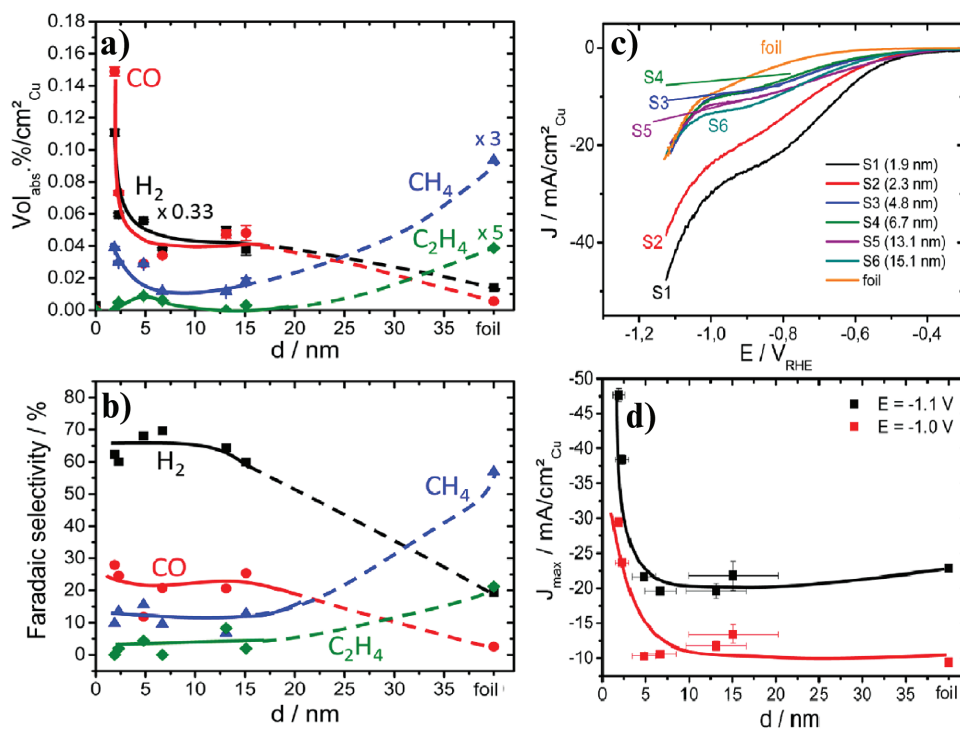 a)
Vol_abs. %/cm²_Cu
0.18
0.16
0.14
0.12
0.10
0.08
0.06
0.04
0.02
0.00
CO
H₂
x 0.33
x 3
CH₄
x 5
C₂H₄
0 5 10 15 20 25 30 35 foil
d / nm
b)
Faradaic selectivity / %
80
70
60
50
40
30
20
10
0
H₂
CO
CH₄
C₂H₄
0 5 10 15 20 25 30 35 foil
d / nm
c)
J / mA/cm²_Cu
0
-20
-40
foil
S4
S3
S5
S6
S2
S1
S1 (1.9 nm)
S2 (2.3 nm)
S3 (4.8 nm)
S4 (6.7 nm)
S5 (13.1 nm)
S6 (15.1 nm)
foil
-1,2 -1,0 -0,8 -0,6 -0,4
E / V_RHE
d)
J_max / mA/cm²_Cu
-50
-45
-40
-35
-30
-25
-20
-15
-10
E = -1.1 V
E = -1.0 V
0 5 10 15 20 25 30 35 foil
d / nm